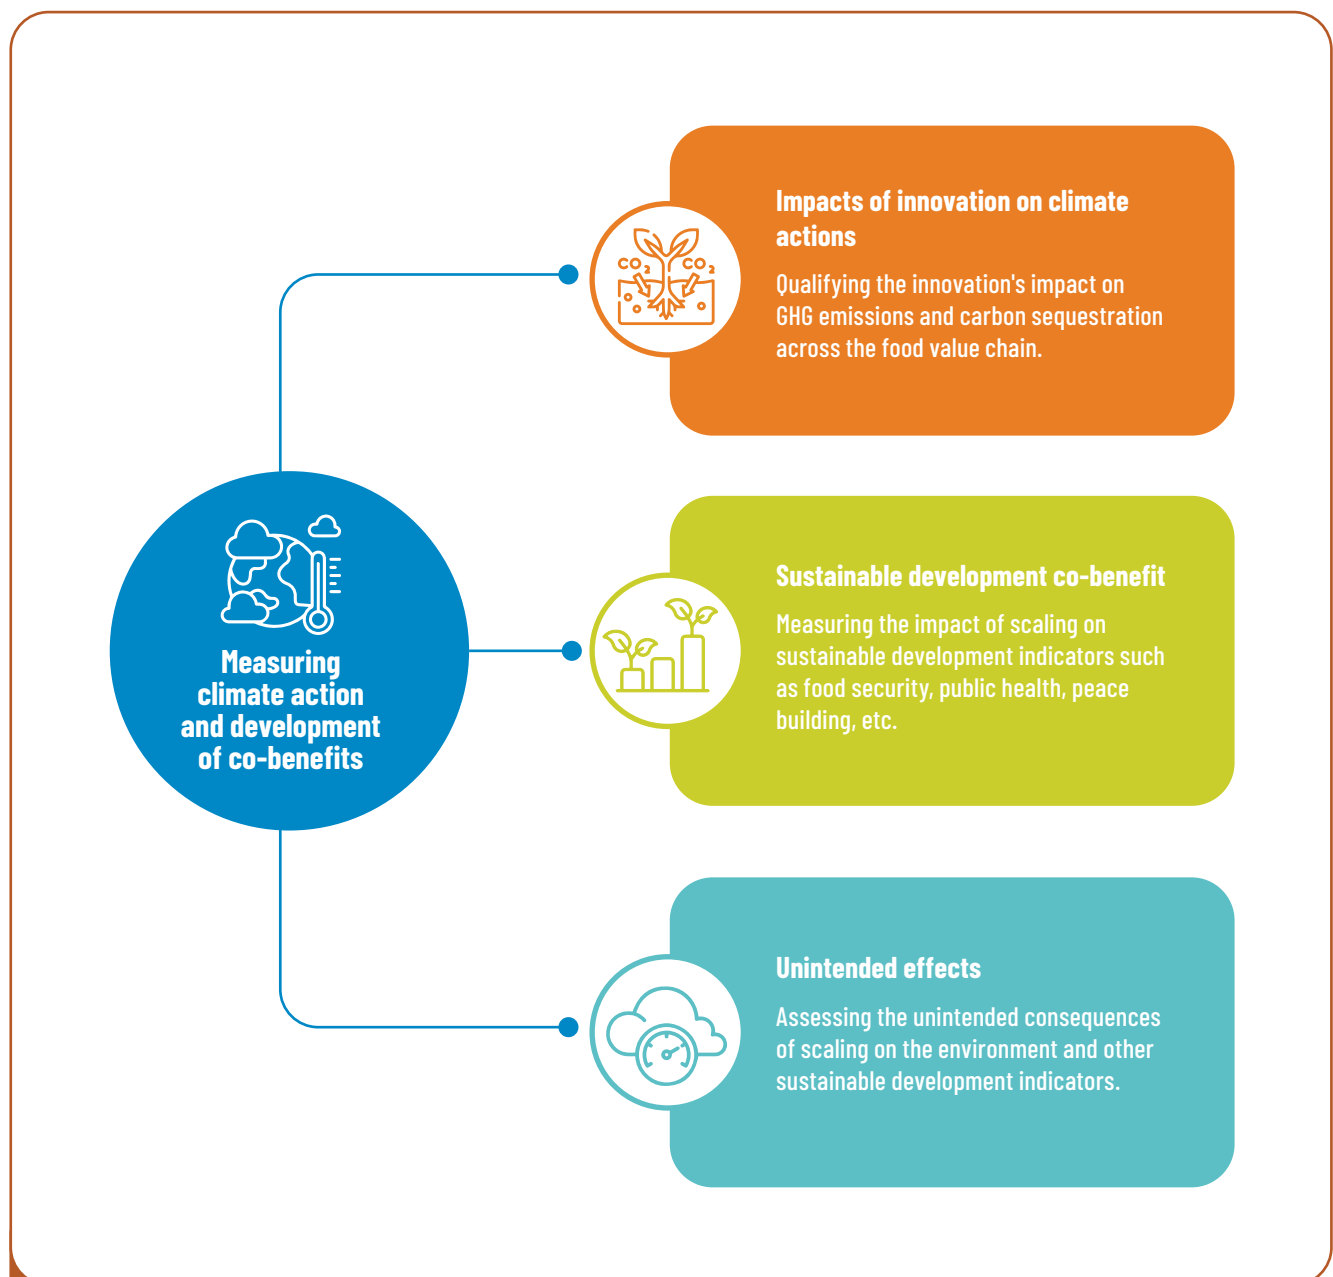 Impacts of innovation on climate
actions
Qualifying the innovation's impact on
GHG emissions and carbon sequestration
across the food value chain.
CO2 CO2
Measuring
climate action
and development
of co-benefits
Sustainable development co-benefit
Measuring the impact of scaling on
sustainable development indicators such
as food security, public health, peace
building, etc.
Unintended effects
Assessing the unintended consequences
of scaling on the environment and other
sustainable development indicators.